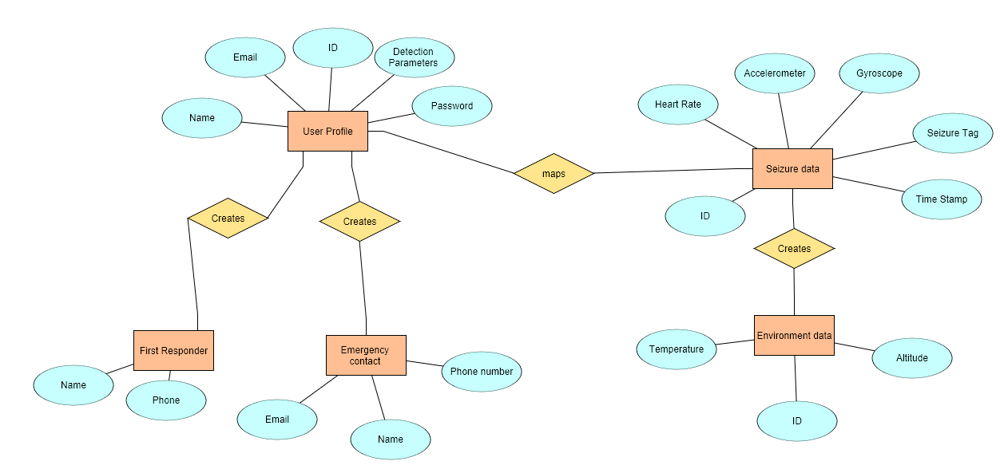 ID
Email
Detection
Parameters
Accelerometer
Gyroscope
Heart Rate
Password
Name
User Profile
Seizure Tag
maps
Seizure data
Time Stamp
Creates
Creates
ID
Creates
Temperature
Environment data
Altitude
First Responder
Emergency
contact
Phone number
Name
Phone
Email
Name
ID